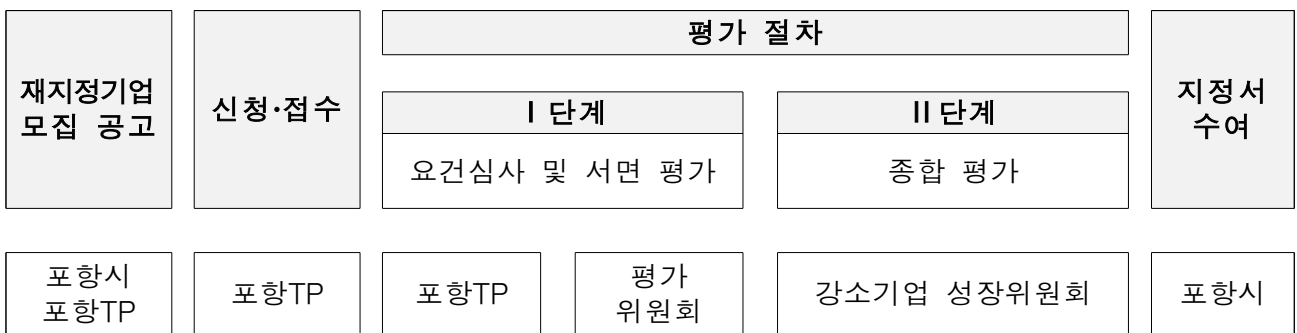 재지정기업
모집 공고
신청·접수
평가 절차
Ⅰ단계
요건심사 및 서면 평가
Ⅱ단계
종합 평가
지정서
수여
포항시
포항TP
포항TP
포항TP
평가
위원회
강소기업 성장위원회
포항시